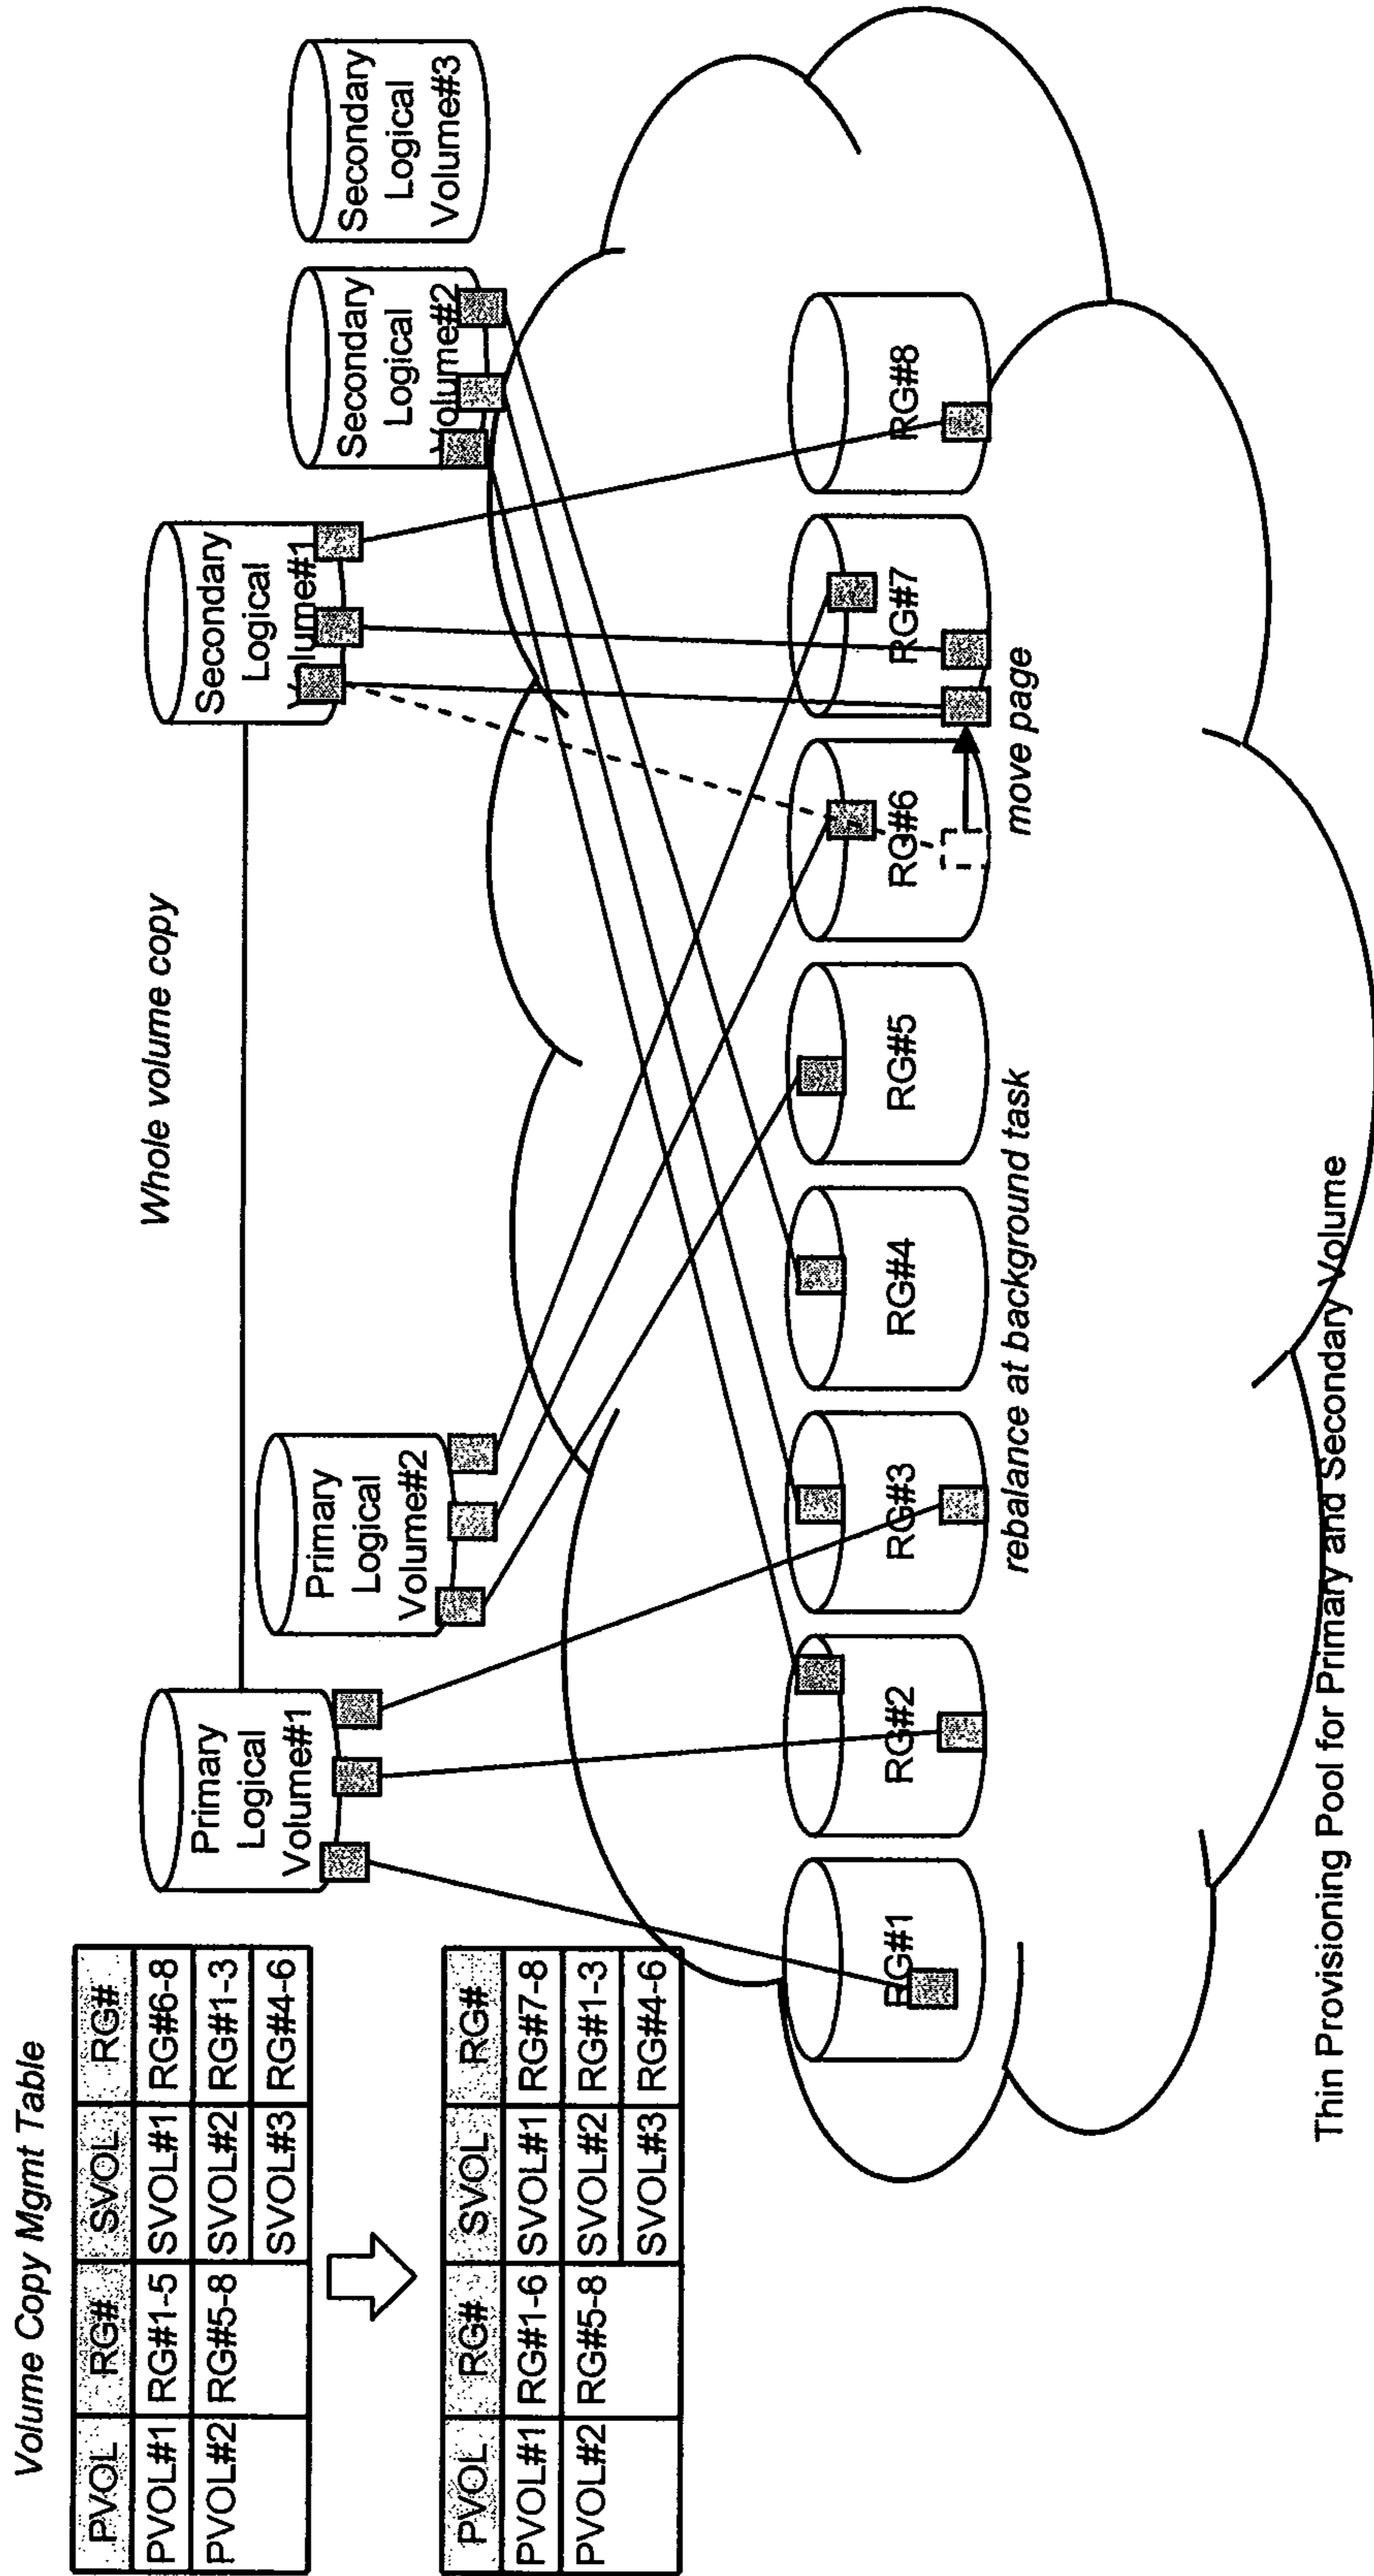 Volume Copy Mgmt Table
PVOL RG# SVOL RG#
PVOL#1 RG#1-5 SVOL#1 RG#6-8
PVOL#2 RG#5-8 SVOL#2 RG#1-3
SVOL#3 RG#4-6
PVOL RG# SVOL RG#
PVOL#1 RG#1-6 SVOL#1 RG#7-8
PVOL#2 RG#5-8 SVOL#2 RG#1-3
SVOL#3 RG#4-6
Whole volume copy
Primary
Logical
Volume#1
Primary
Logical
Volume#2
Secondary
Logical
Volume#1
Secondary
Logical
Volume#2
Secondary
Logical
Volume#3
RG#1
RG#2
RG#3
RG#4
RG#5
RG#6
RG#7
RG#8
rebalance at background task
move page
Thin Provisioning Pool for Primary and Secondary Volume